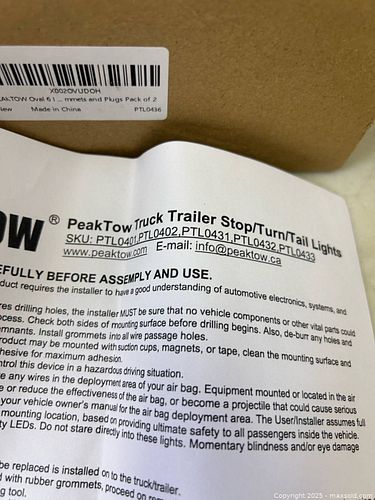 X002OVUDOH
EAKTOW Oval 6 I ... mmets and Plugs Pack of 2
New Made in China PTL0436
OW ® PeakTow Truck Trailer Stop/Turn/Tail Lights
SKU: PTL0401,PTL0402,PTL0431,PTL0432,PTL0433
www.peaktow.com E-mail: info@peaktow.ca
EFULLY BEFORE ASSEMPLY AND USE.
duct requires the installer to have a good understanding of automotive electronics, systems, and
res drilling holes, the installer MUST be sure that no vehicle components or other vital parts could
ocess. Check both sides of mounting surface before drilling begins. Also, de-burr any holes and
emnants. Install grommets into all wire passage holes.
roduct may be mounted with suction cups, magnets, or tape, clean the mounting surface and
hesive for maximum adhesion.
ntrol this device in a hazardous driving situation.
e any wires in the deployment area of your air bag. Equipment mounted or located in the air
e or reduce the effectiveness of the air bag, or become a projectile that could cause serious
your vehicle owner's manual for the air bag deployment area. The User/Installer assumes full
mounting location, based on providing ultimate safety to all passengers inside the vehicle.
ty LEDs. Do not stare directly into these lights. Momentary blindness and/or eye damage
be replaced is installed on to the truck/trailer.
d with rubber grommets, proceed on
g tool.
Copyright 2025 - maxsold.com